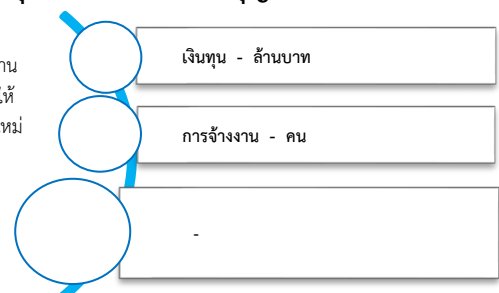 เงินทุน - ล้านบาท
การจ้างงาน - คน
-